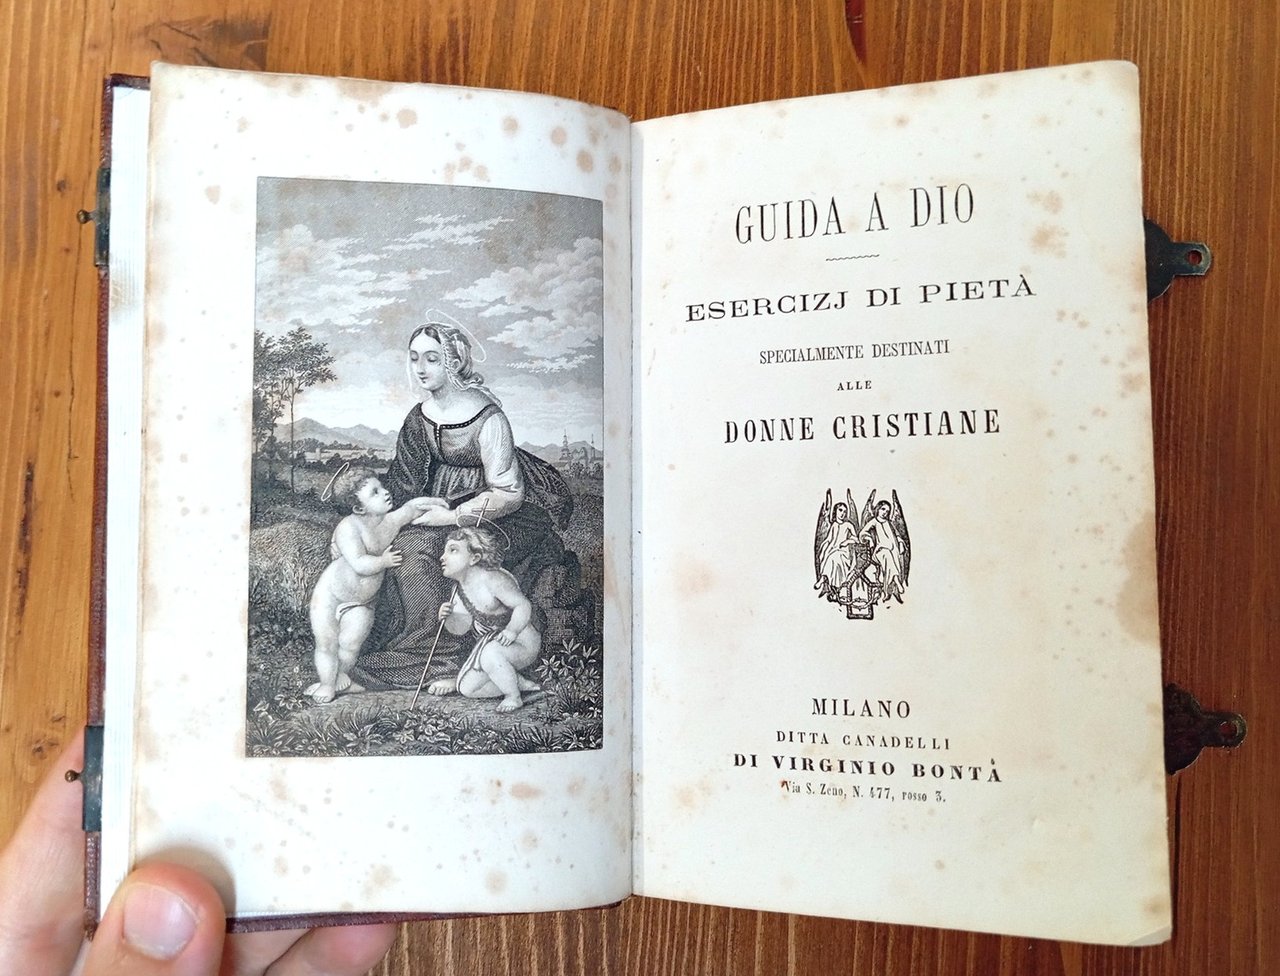 GUIDA A DIO
ESERCIZJ DI PIETÀ
SPECIALMENTE DESTINATI
ALLE
DONNE CRISTIANE
MILANO
DITTA CANADELLI
DI VIRGINIO BONTÀ
Via S. Zeno, N. 477, rosso 3.